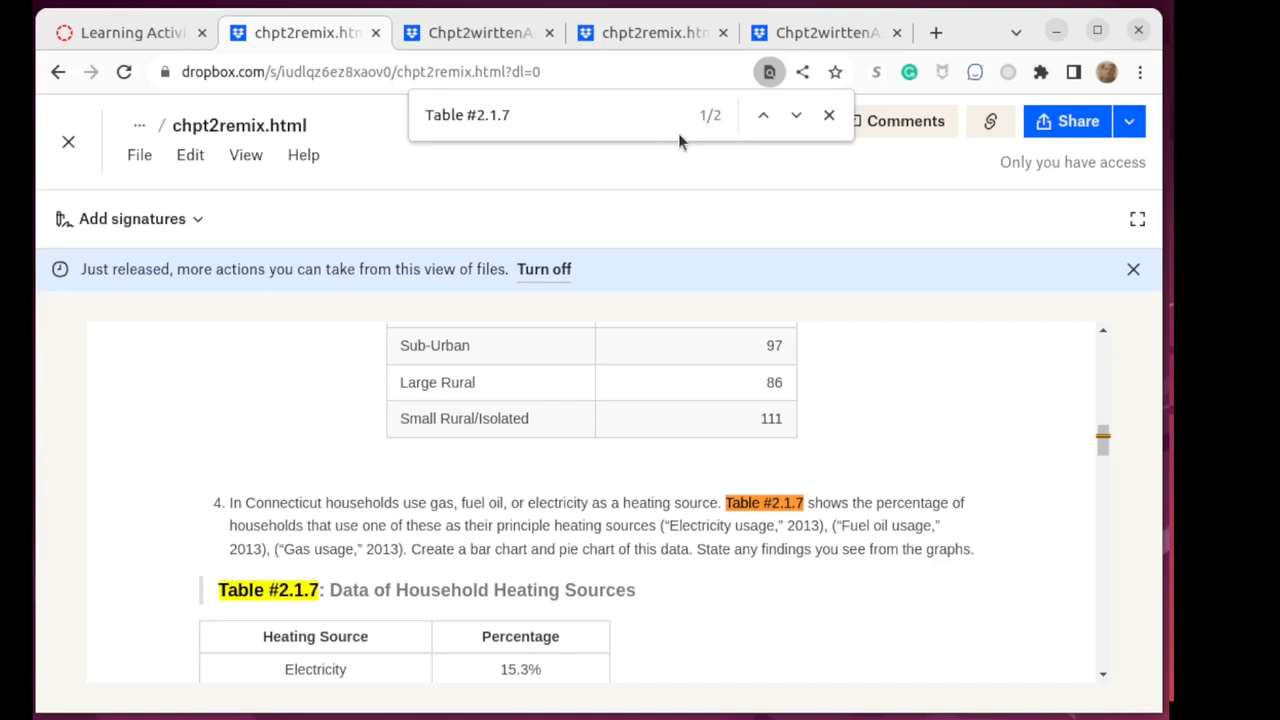 Learning Activi
chpt2remix.htm
Chpt2wirttenA
chpt2remix.htm
Chpt2wirttenA
dropbox.com/s/iudlqz6ez8xaov0/chpt2remix.html?dl=0
Table #2.1.7 1/2
... / chpt2remix.html
Comments
Share
File Edit View Help
Only you have access
Add signatures
Just released, more actions you can take from this view of files. Turn off
Sub-Urban 97
Large Rural 86
Small Rural/Isolated 111
4. In Connecticut households use gas, fuel oil, or electricity as a heating source. Table #2.1.7 shows the percentage of
households that use one of these as their principle heating sources (“Electricity usage,” 2013), (“Fuel oil usage,”
2013), (“Gas usage,” 2013). Create a bar chart and pie chart of this data. State any findings you see from the graphs.
Table #2.1.7: Data of Household Heating Sources
Heating Source Percentage
Electricity 15.3%